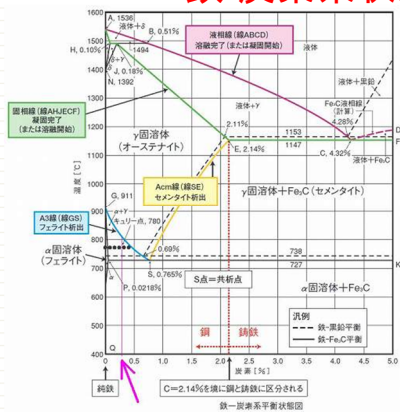 1600
1500
1400
1300
1200
1100
1000
900
800
700
600
500
400
温度[℃]
A, 1536
液体+δ
H, 0.10%
B, 0.51%
1494
J, 0.18%
N, 1392
液相線(線ABCD)
溶融完了(または凝固開始)
液体
液体+黒鉛
液体+γ
Fe₃C液相線
(計算)
4.28%
D
固相線(線AHJECF)
凝固完了
(または溶融開始)
2.11%
1153
1147
E, 2.14%
C, 4.32%
F
液体+Fe₃C
γ固溶体
(オーステナイト)
γ固溶体+Fe₃C(セメンタイト)
Acm線(線SE)
セメンタイト析出
G, 911
A3線(線GS)
フェライト析出
α+γ
キュリー点, 780
α固溶体
(フェライト)
0.69%
738
727
K
S, 0.765%
P, 0.0218%
S点=共析点
α固溶体+Fe₃C
鋼
鋳鉄
凡例
鉄-黒鉛平衡
鉄-Fe₃C平衡
Q
0
0.5
1.0
1.5
2.0
2.5
3.0
3.5
4.0
4.5
5.0
炭素[%]
純鉄
C=2.14%を境に鋼と鋳鉄に区分される
鉄ー炭素系平衡状態図